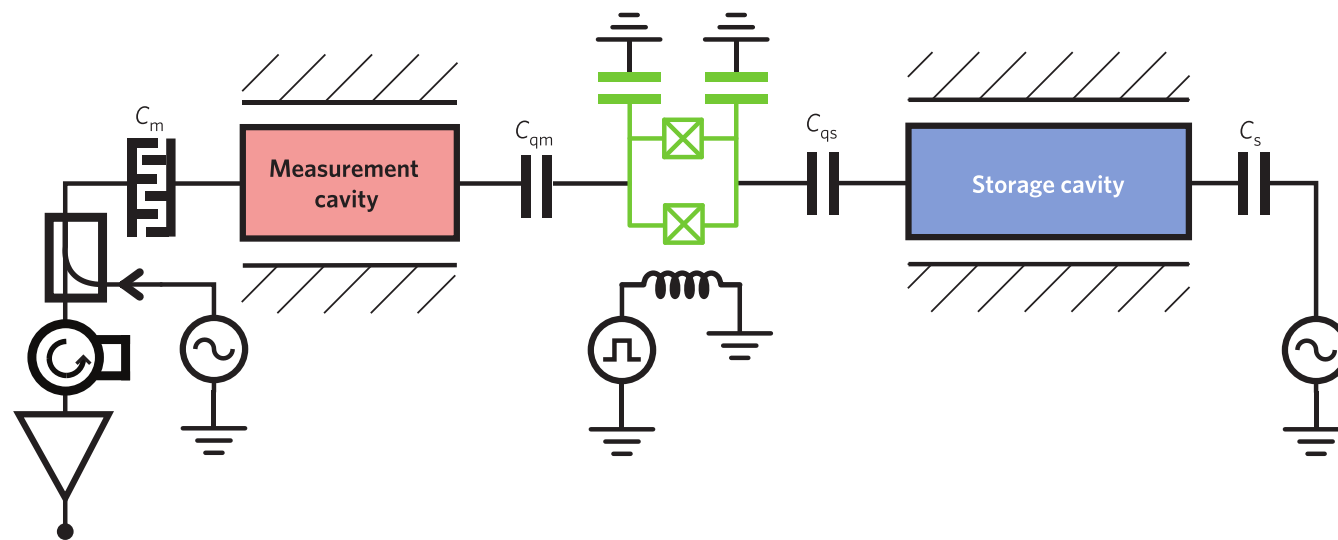 C_m
Measurement
cavity
C_qm
C_qs
Storage cavity
C_s